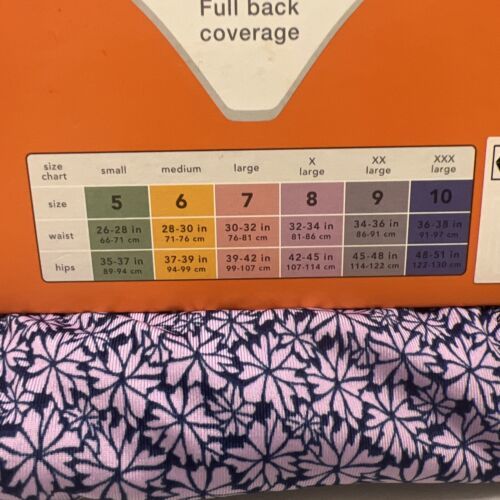 Full back
coverage
size chart small medium large X large XX large XXX large
size 5 6 7 8 9 10
waist 26-28 in 28-30 in 30-32 in 32-34 in 34-36 in 36-38 in
66-71 cm 71-76 cm 76-81 cm 81-86 cm 86-91 cm 91-97 cm
hips 35-37 in 37-39 in 39-42 in 42-45 in 45-48 in 48-51 in
89-94 cm 94-99 cm 99-107 cm 107-114 cm 114-122 cm 122-130 cm